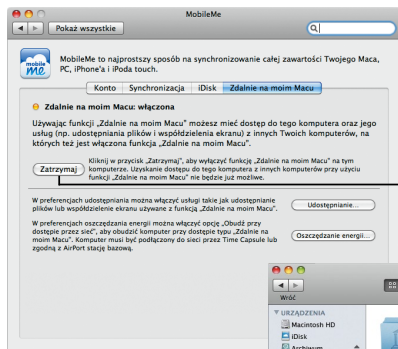 MobileMe
Pokaż wszystkie
mobile
me
MobileMe to najprostszy sposób na synchronizowanie całej zawartości Twojego Maca,
PC, iPhone'a i iPoda touch.
Konto Synchronizacja iDisk Zdalnie na moim Macu
Zdalnie na moim Macu: włączona
Używając funkcji „Zdalnie na moim Macu" możesz mieć dostęp do tego komputera oraz jego
usług (np. udostępniania plików i współdzielenia ekranu) z innych Twoich komputerów, na
których też jest włączona funkcja „Zdalnie na moim Macu".
Zatrzymaj
Kliknij w przycisk „Zatrzymaj", aby wyłączyć funkcję „Zdalnie na moim Macu" na tym
komputerze. Uzyskanie dostępu do tego komputera z innych komputerów przy użyciu
funkcji „Zdalnie na moim Macu" nie będzie już możliwe.
W preferencjach udostępniania można włączyć usługi takie jak udostępnianie
plików lub współdzielenie ekranu używane z funkcją „Zdalnie na moim Macu".
Udostępnianie...
W preferencjach oszczędzania energii można włączyć opcję „Obudź przy
dostępie przez sieć", aby obudzić komputer przy dostępie typu „Zdalnie na
moim Macu". Komputer musi być podłączony do sieci przez Time Capsule lub
zgodną z AirPort stację bazową.
Oszczędzanie energii...
Wróć
URZĄDZENIA
Macintosh HD
iDisk
Archiwum